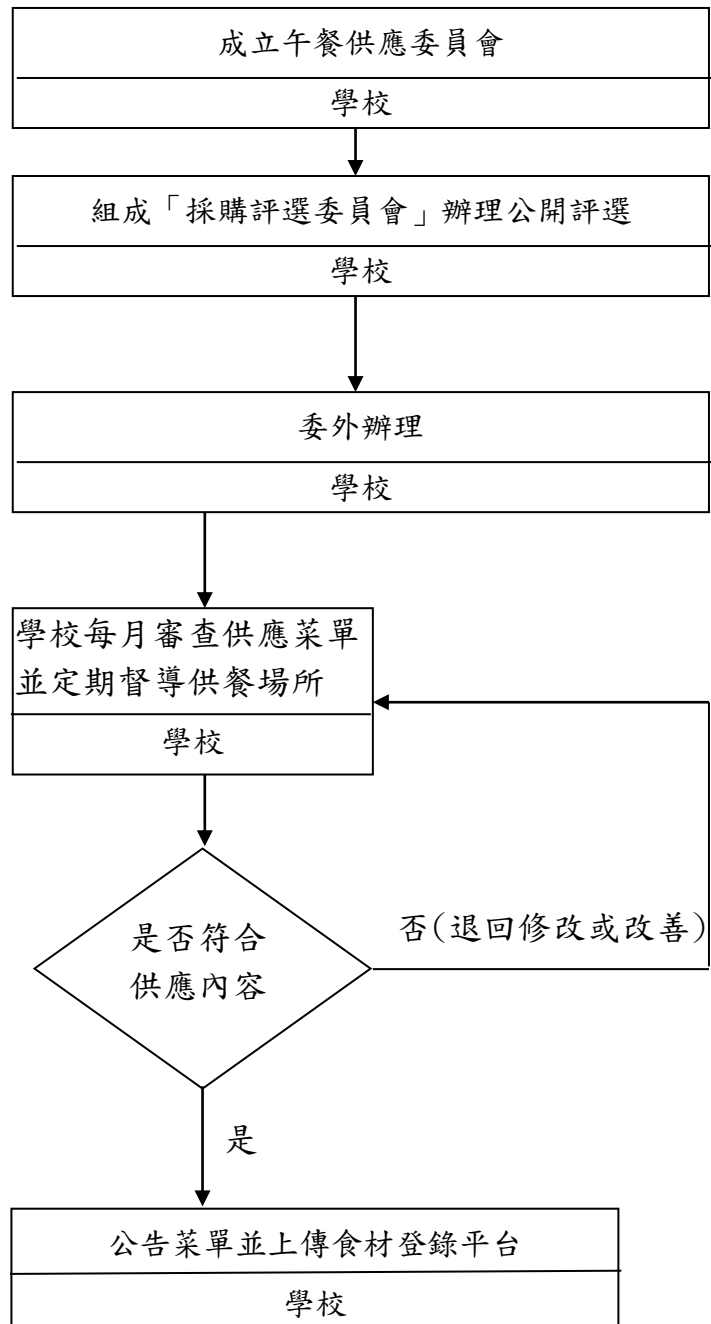 成立午餐供應委員會
學校
組成「採購評選委員會」辦理公開評選
學校
委外辦理
學校
學校每月審查供應菜單
並定期督導供餐場所
學校
是否符合
供應內容
否(退回修改或改善)
是
公告菜單並上傳食材登錄平台
學校